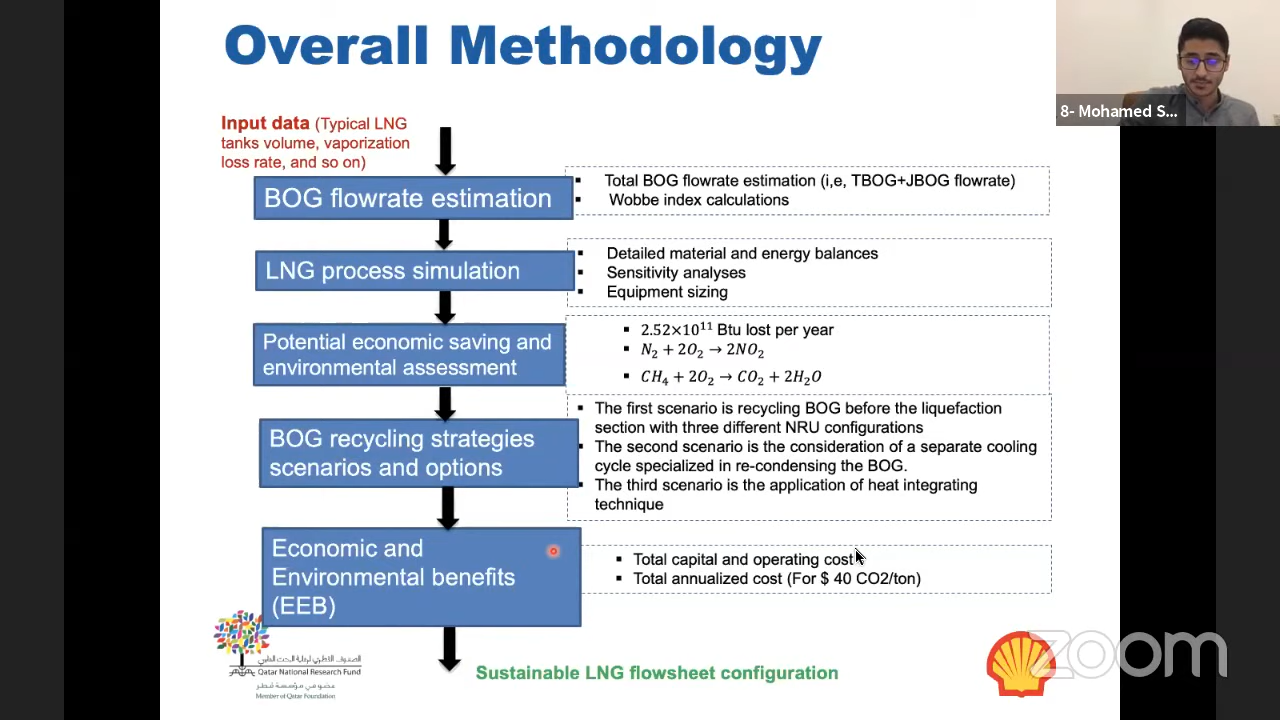 Overall Methodology
8- Mohamed S...
Input data (Typical LNG
tanks volume, vaporization
loss rate, and so on)
BOG flowrate estimation
▪ Total BOG flowrate estimation (i,e, TBOG+JBOG flowrate)
▪ Wobbe index calculations
LNG process simulation
▪ Detailed material and energy balances
▪ Sensitivity analyses
▪ Equipment sizing
Potential economic saving and
environmental assessment
▪ 2.52×10¹¹ Btu lost per year
▪ N₂ + 2O₂ → 2NO₂
▪ CH₄ + 2O₂ → CO₂ + 2H₂O
BOG recycling strategies
scenarios and options
▪ The first scenario is recycling BOG before the liquefaction
section with three different NRU configurations
▪ The second scenario is the consideration of a separate cooling
cycle specialized in re-condensing the BOG.
▪ The third scenario is the application of heat integrating
technique
Economic and
Environmental benefits
(EEB)
▪ Total capital and operating cost
▪ Total annualized cost (For $ 40 CO2/ton)
Qatar National Research Fund
Member of Qatar Foundation
Sustainable LNG flowsheet configuration
zoom